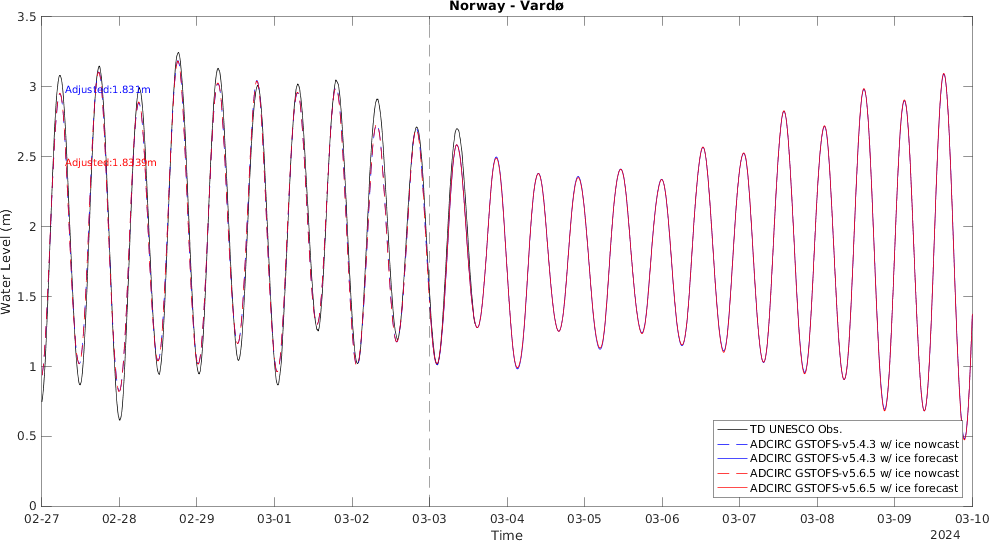 Norway - Vardø
3.5
3
2.5
2
1.5
1
0.5
0
Water Level (m)
Adjusted:1.831m
Adjusted:1.8339m
TD UNESCO Obs.
ADCIRC GSTOFS-v5.4.3 w/ ice nowcast
ADCIRC GSTOFS-v5.4.3 w/ ice forecast
ADCIRC GSTOFS-v5.6.5 w/ ice nowcast
ADCIRC GSTOFS-v5.6.5 w/ ice forecast
02-27 02-28 02-29 03-01 03-02 03-03 03-04 03-05 03-06 03-07 03-08 03-09 03-10
Time
2024